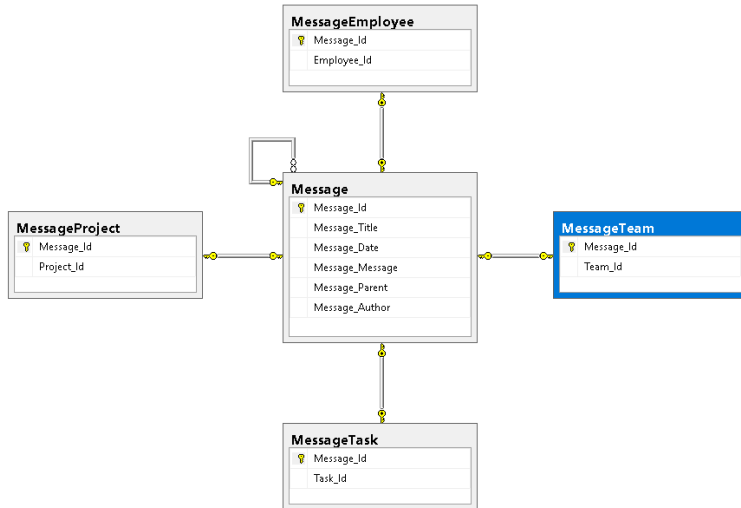 MessageEmployee
Message_Id
Employee_Id
Message
Message_Id
Message_Title
Message_Date
Message_Message
Message_Parent
Message_Author
MessageProject
Message_Id
Project_Id
MessageTeam
Message_Id
Team_Id
MessageTask
Message_Id
Task_Id